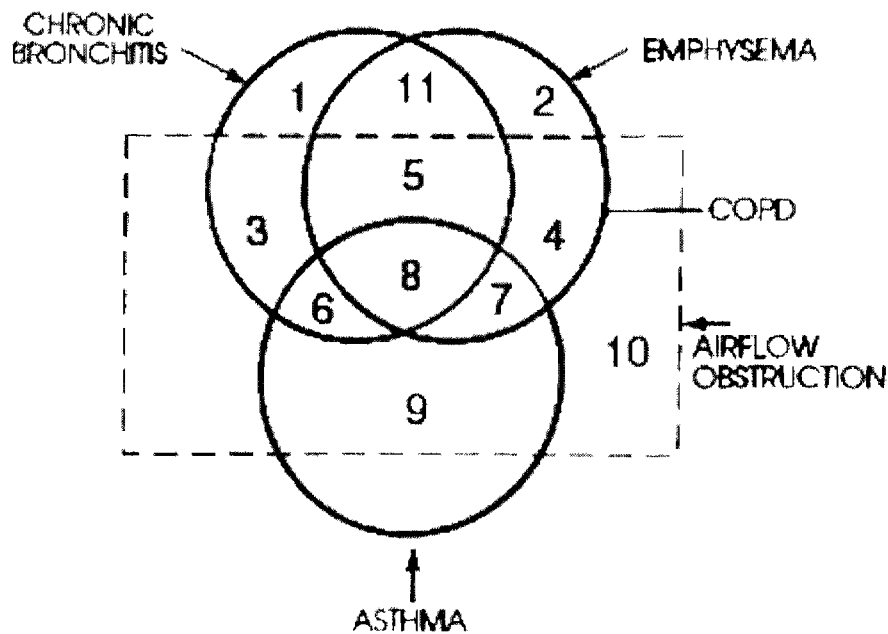 CHRONIC
BRONCHITIS
EMPHYSEMA
1
11
2
5
COPD
3
4
8
6
7
10
AIRFLOW
OBSTRUCTION
9
ASTHMA